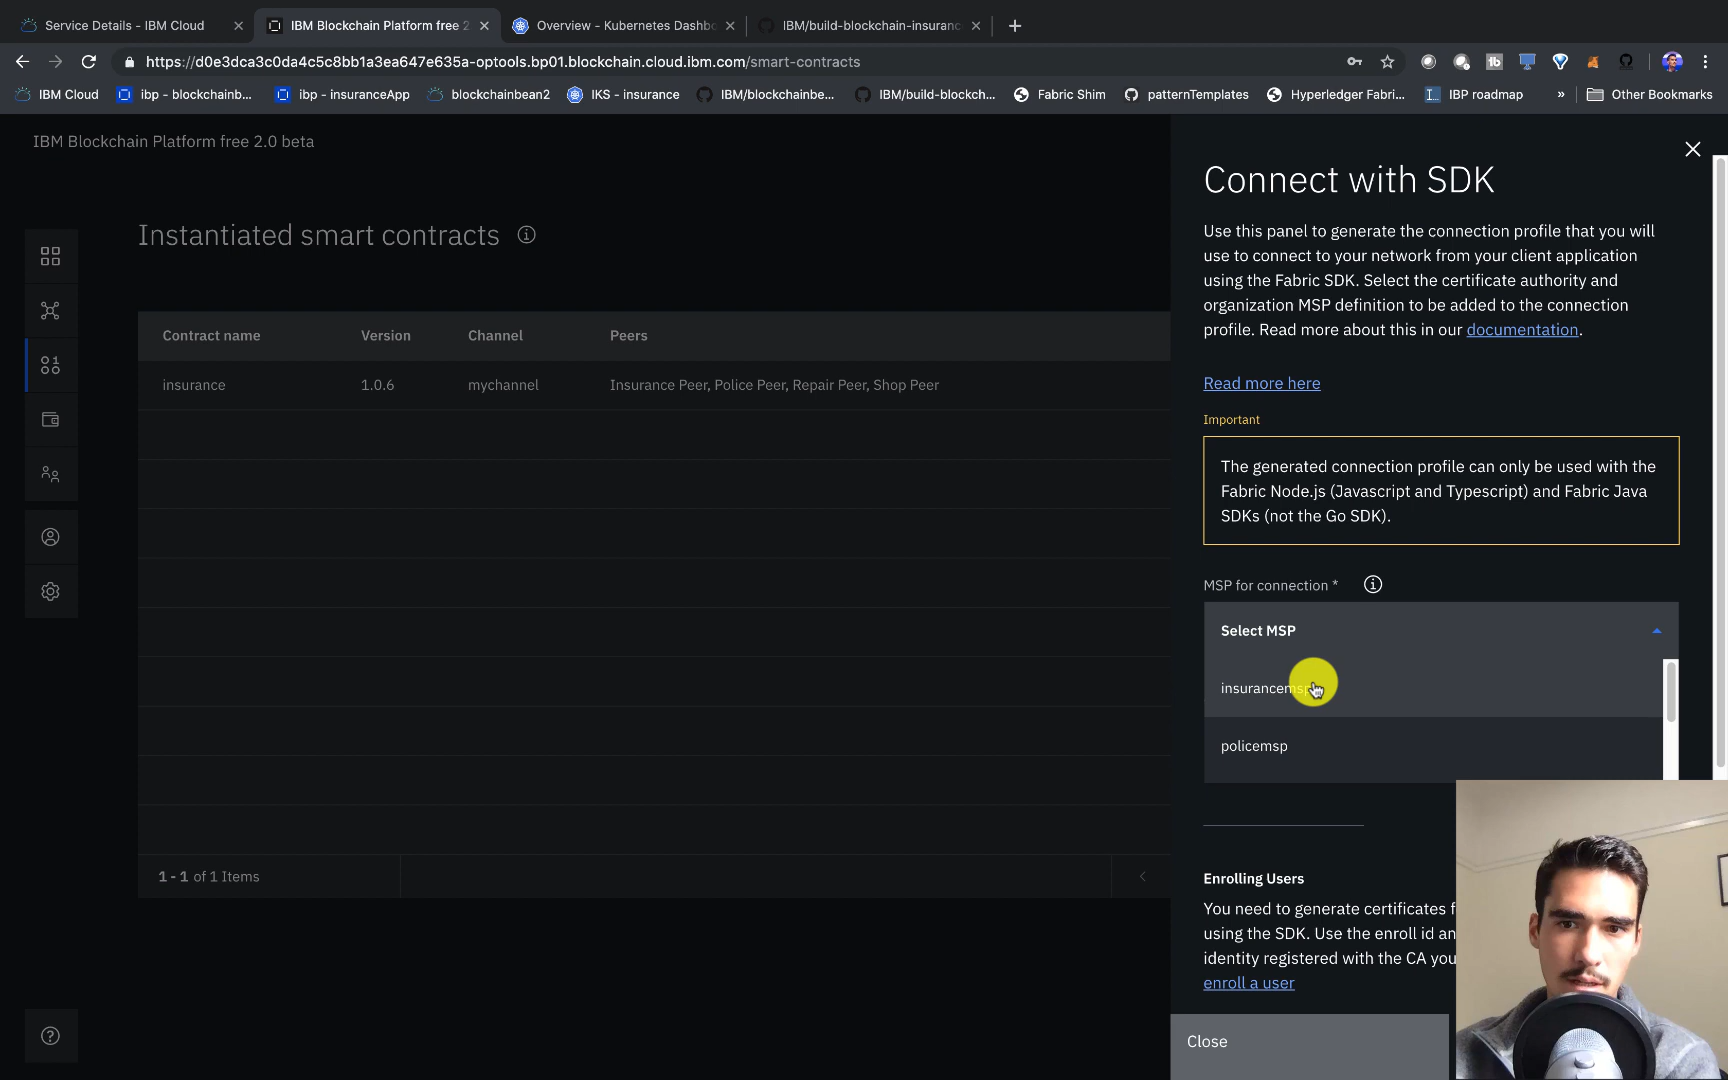 Service Details - IBM Cloud
IBM Blockchain Platform free 2
Overview - Kubernetes Dashbo
IBM/build-blockchain-insuranc
https://d0e3dca3c0da4c5c8bb1a3ea647e635a-optools.bp01.blockchain.cloud.ibm.com/smart-contracts
IBM Cloud
ibp - blockchainb...
ibp - insuranceApp
blockchainbean2
IKS - insurance
IBM/blockchainbe...
IBM/build-blockch...
Fabric Shim
patternTemplates
Hyperledger Fabri...
IBP roadmap
»
Other Bookmarks
IBM Blockchain Platform free 2.0 beta
Instantiated smart contracts
Contract name Version Channel Peers
insurance 1.0.6 mychannel Insurance Peer, Police Peer, Repair Peer, Shop Peer
1 - 1 of 1 Items
Connect with SDK
Use this panel to generate the connection profile that you will
use to connect to your network from your client application
using the Fabric SDK. Select the certificate authority and
organization MSP definition to be added to the connection
profile. Read more about this in our documentation.
Read more here
Important
The generated connection profile can only be used with the
Fabric Node.js (Javascript and Typescript) and Fabric Java
SDKs (not the Go SDK).
MSP for connection *
Select MSP
insurancemsp
policemsp
Enrolling Users
You need to generate certificates f
using the SDK. Use the enroll id an
identity registered with the CA you
enroll a user
Close